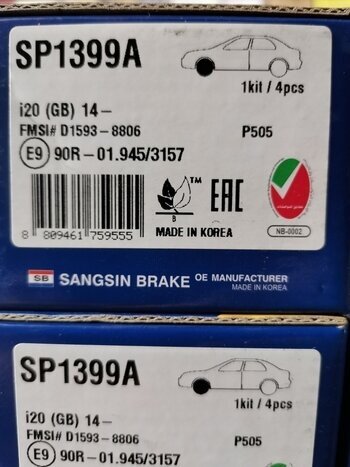 SP1399A
1kit / 4pcs
i20 (GB) 14–
FMSI# D1593-8806
P505
E9 90R-01.945/3157
TM
B
EAC
8 809461 759555
MADE IN KOREA
NB-0002
SB SANGSIN BRAKE OE MANUFACTURER
MADE IN KOREA
SP1399A
1kit / 4pcs
i20 (GB) 14–
FMSI# D1593-8806
P505
E9 90R-01.945/3157